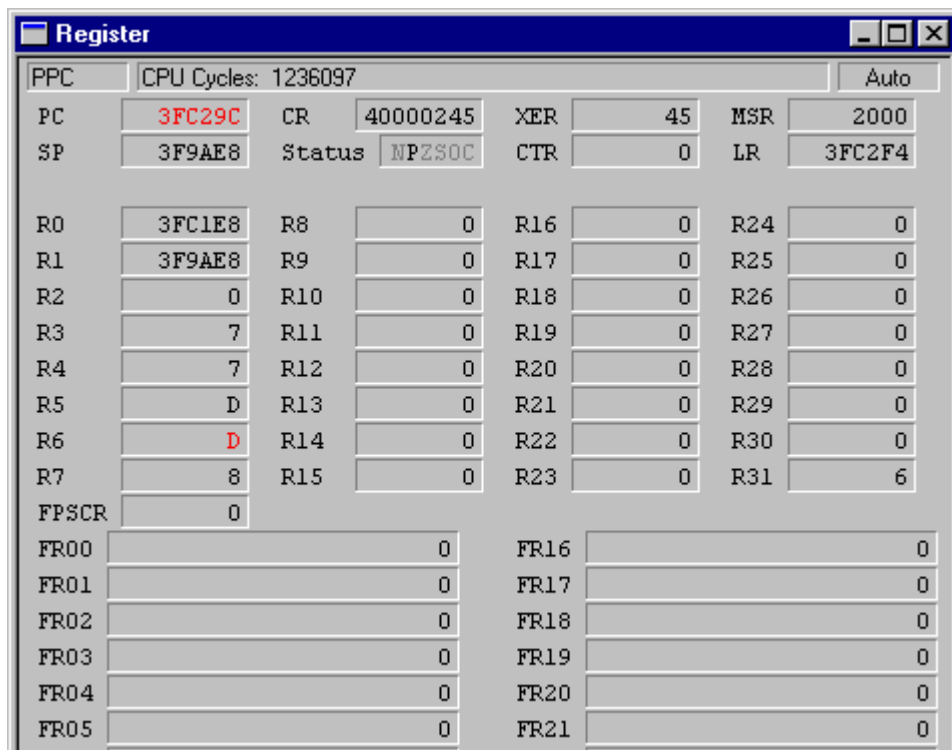 Register
PPC CPU Cycles: 1236097 Auto
PC 3FC29C CR 40000245 XER 45 MSR 2000
SP 3F9AE8 Status NPZSOC CTR 0 LR 3FC2F4
R0 3FC1E8 R8 0 R16 0 R24 0
R1 3F9AE8 R9 0 R17 0 R25 0
R2 0 R10 0 R18 0 R26 0
R3 7 R11 0 R19 0 R27 0
R4 7 R12 0 R20 0 R28 0
R5 D R13 0 R21 0 R29 0
R6 D R14 0 R22 0 R30 0
R7 8 R15 0 R23 0 R31 6
FPSCR 0
FR00 0 FR16 0
FR01 0 FR17 0
FR02 0 FR18 0
FR03 0 FR19 0
FR04 0 FR20 0
FR05 0 FR21 0